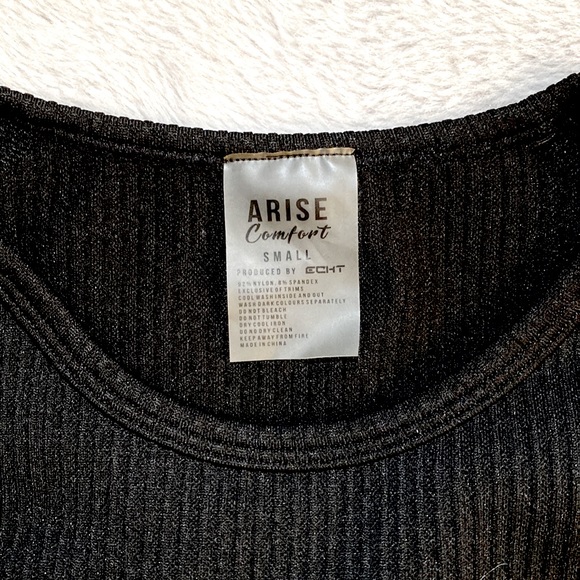 ARISE
Comfort
SMALL
PRODUCED BY ECHT
92% NYLON, 8% SPANDEX
EXCLUSIVE OF TRIMS
COOL WASH INSIDE AND OUT
WASH DARK COLOURS SEPARATELY
DO NOT BLEACH
DO NOT TUMBLE
DRY COOL IRON
DO NO DRY CLEAN
KEEP AWAY FROM FIRE
MADE IN CHINA